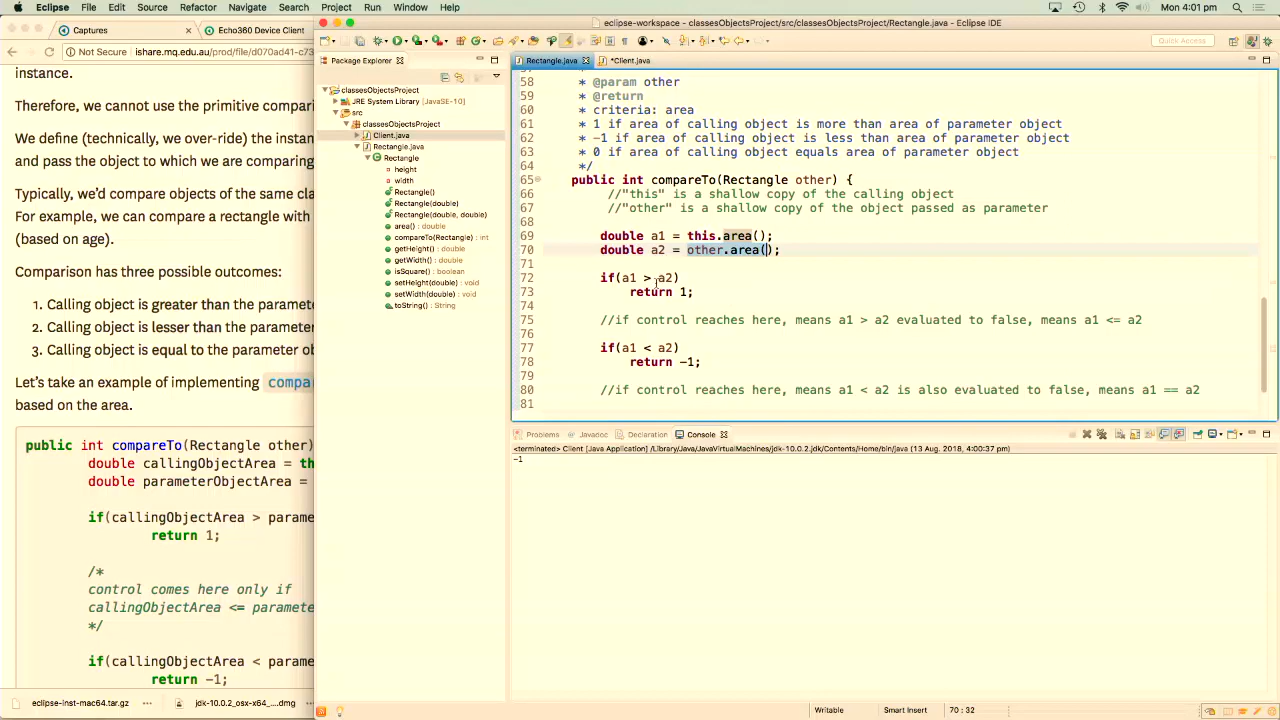 Eclipse File Edit Source Refactor Navigate Search Project Run Window Help Mon 4:01 pm
Captures Echo360 Device Client
Not Secure ishare.mq.edu.au/prod/file/d070ad41-c73
instance.
Therefore, we cannot use the primitive compari
We define (technically, we over-ride) the instan
and pass the object to which we are comparing
Typically, we'd compare objects of the same cla
For example, we can compare a rectangle with
(based on age).
Comparison has three possible outcomes:
1. Calling object is greater than the paramete
2. Calling object is lesser than the parameter
3. Calling object is equal to the parameter ob
Let's take an example of implementing compa
based on the area.
public int compareTo(Rectangle other)
double callingObjectArea = th
double parameterObjectArea =
if(callingObjectArea > parame
return 1;
/*
control comes here only if
callingObjectArea <= paramete
*/
if(callingObjectArea < parame
return -1;
eclipse-inst-mac64.tar.gz
jdk-10.0.2_osx-x64_....dmg
eclipse-workspace - classesObjectsProject/src/classesObjectsProject/Rectangle.java - Eclipse IDE
Quick Access
Package Explorer
classesObjectsProject
JRE System Library [JavaSE-10]
src
classesObjectsProject
Client.java
Rectangle.java
Rectangle
height
width
Rectangle()
Rectangle(double)
Rectangle(double, double)
area() : double
compareTo(Rectangle) : int
getHeight() : double
getWidth() : double
isSquare() : boolean
setHeight(double) : void
setWidth(double) : void
toString() : String
Rectangle.java *Client.java
58 * @param other
59 * @return
60 * criteria: area
61 * 1 if area of calling object is more than area of parameter object
62 * -1 if area of calling object is less than area of parameter object
63 * 0 if area of calling object equals area of parameter object
64 */
65 public int compareTo(Rectangle other) {
66 //"this" is a shallow copy of the calling object
67 //"other" is a shallow copy of the object passed as parameter
68
69 double a1 = this.area();
70 double a2 = other.area();
71
72 if(a1 > a2)
73 return 1;
74
75 //if control reaches here, means a1 > a2 evaluated to false, means a1 <= a2
76
77 if(a1 < a2)
78 return -1;
79
80 //if control reaches here, means a1 < a2 is also evaluated to false, means a1 == a2
81
Problems Javadoc Declaration Console
<terminated> Client [Java Application] /Library/Java/JavaVirtualMachines/jdk-10.0.2.jdk/Contents/Home/bin/java (13 Aug. 2018, 4:00:37 pm)
-1
Writable Smart Insert 70 : 32